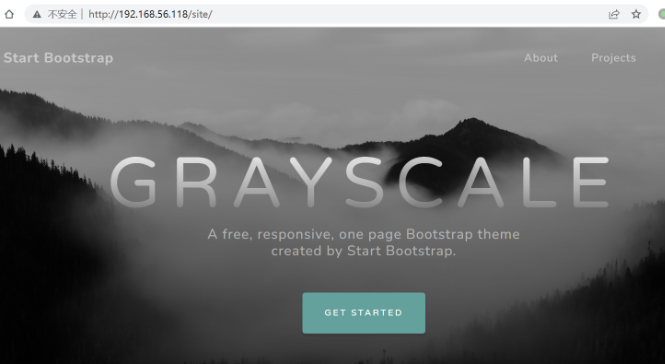 不安全 http://192.168.56.118/site/
Start Bootstrap About Projects
GRAYSCALE
A free, responsive, one page Bootstrap theme
created by Start Bootstrap.
GET STARTED